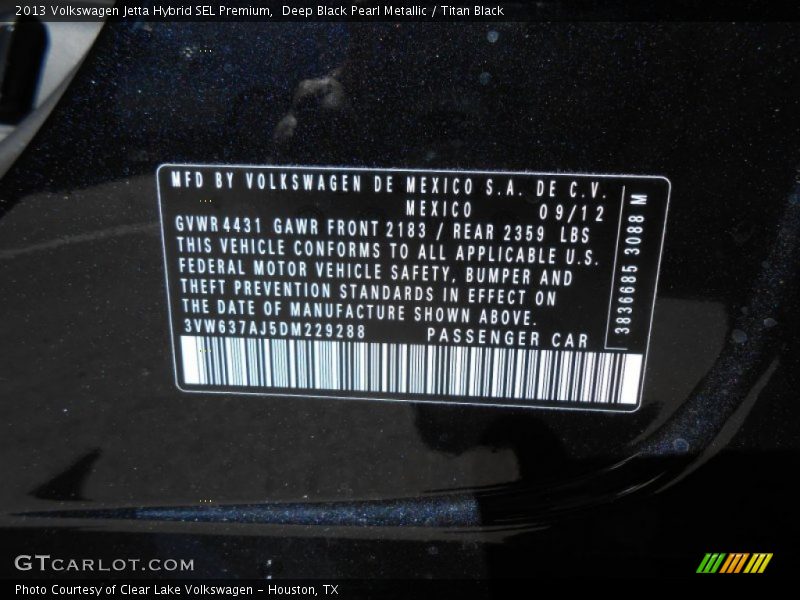 2013 Volkswagen Jetta Hybrid SEL Premium, Deep Black Pearl Metallic / Titan Black
MFD BY VOLKSWAGEN DE MEXICO S.A. DE C.V.
MEXICO 09/12
GVWR 4431 GAWR FRONT 2183 / REAR 2359 LBS
THIS VEHICLE CONFORMS TO ALL APPLICABLE U.S.
FEDERAL MOTOR VEHICLE SAFETY, BUMPER AND
THEFT PREVENTION STANDARDS IN EFFECT ON
THE DATE OF MANUFACTURE SHOWN ABOVE.
3VW637AJ5DM229288 PASSENGER CAR
3836685 3088 M
GTcarlot.com
Photo Courtesy of Clear Lake Volkswagen - Houston, TX